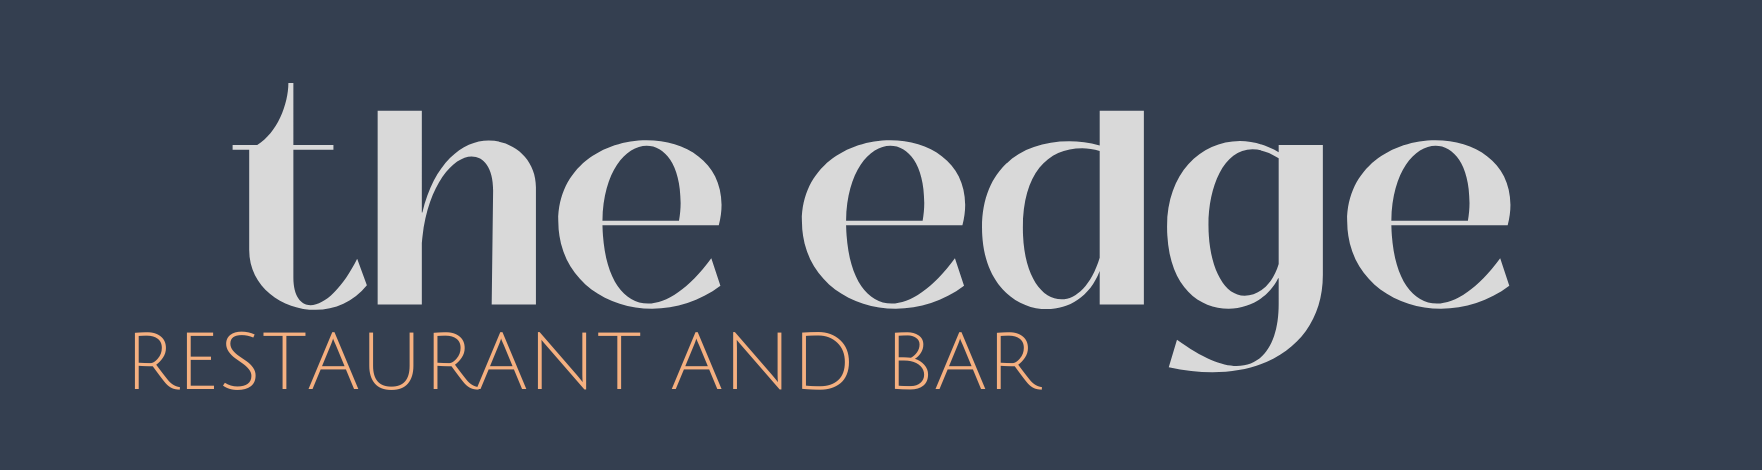 the edge
RESTAURANT AND BAR